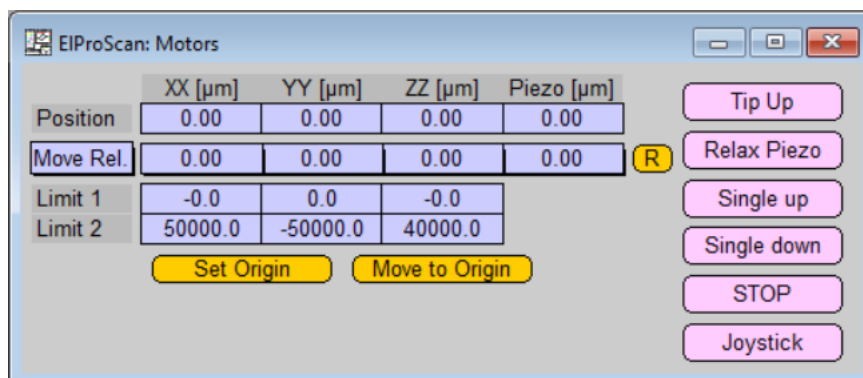 ElProScan: Motors
XX [µm] YY [µm] ZZ [µm] Piezo [µm]
Position 0.00 0.00 0.00 0.00
Move Rel. 0.00 0.00 0.00 0.00 R
Limit 1 -0.0 0.0 -0.0
Limit 2 50000.0 -50000.0 40000.0
Set Origin Move to Origin
Tip Up
Relax Piezo
Single up
Single down
STOP
Joystick